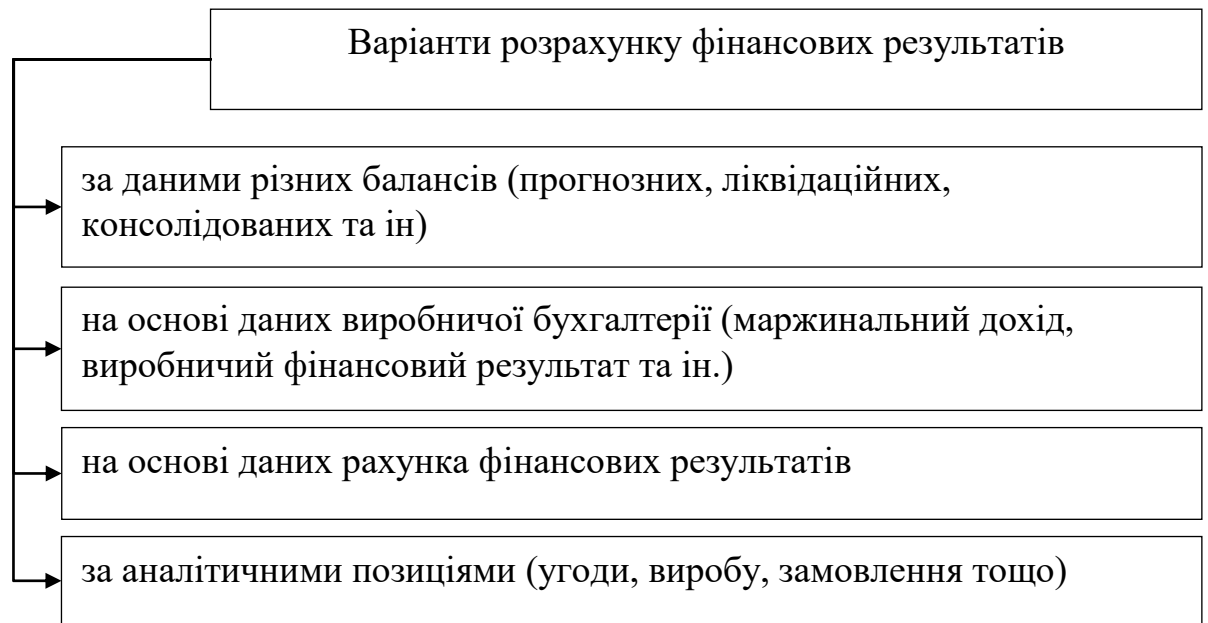 Варіанти розрахунку фінансових результатів
за даними різних балансів (прогнозних, ліквідаційних,
консолідованих та ін)
на основі даних виробничої бухгалтерії (маржинальний дохід,
виробничий фінансовий результат та ін.)
на основі даних рахунка фінансових результатів
за аналітичними позиціями (угоди, виробу, замовлення тощо)